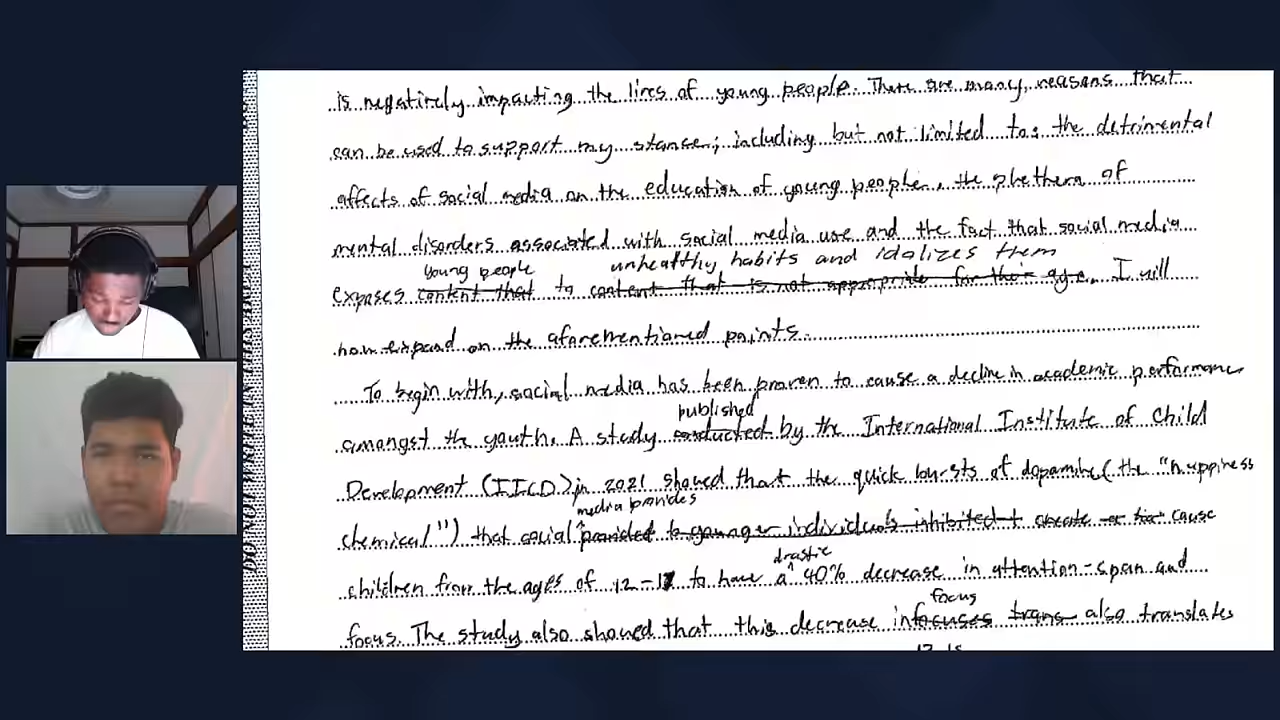 is negatively impacting the lives of young people. There are many reasons that
can be used to support my stance; including but not limited to: the detrimental
affects of social media on the education of young people, the plethera of
mental disorders associated with social media use and the fact that social media
young people unhealthy habits and idalizes them
exposes content that to content that is not appropriate for their age. I will
now expand on the aforementioned points.
To begin with, social media has been proven to cause a decline in academic performance
published
amongst the youth. A study conducted by the International Institute of Child
Development (IICD) in 2021 showed that the quick bursts of dopamine (the "happiness
media provides
chemical") that social provided to younger individuals inhibited t create or for cause
drastic
children from the ages of 12-17 to have a 40% decrease in attention-span and
focus
focus. The study also showed that this decrease in focuses trans also translates